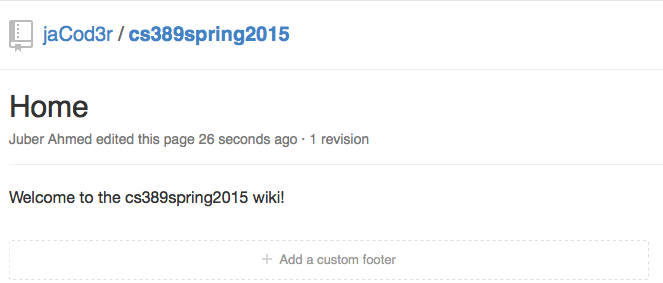 jaCod3r / cs389spring2015
Home
Juber Ahmed edited this page 26 seconds ago · 1 revision
Welcome to the cs389spring2015 wiki!
+ Add a custom footer